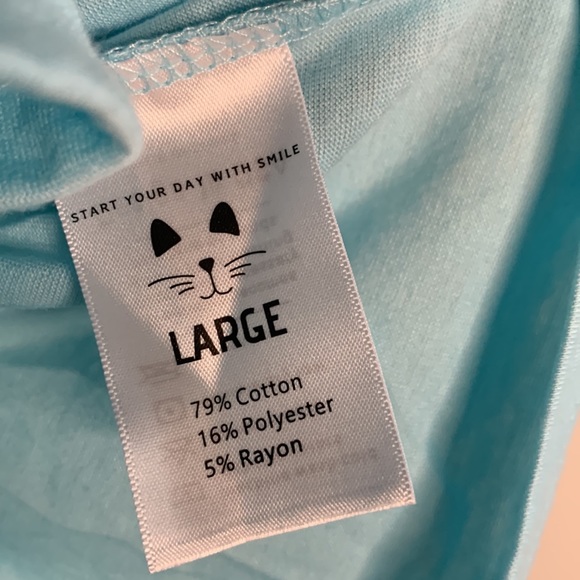 START YOUR DAY WITH SMILE
LARGE
79% Cotton
16% Polyester
5% Rayon